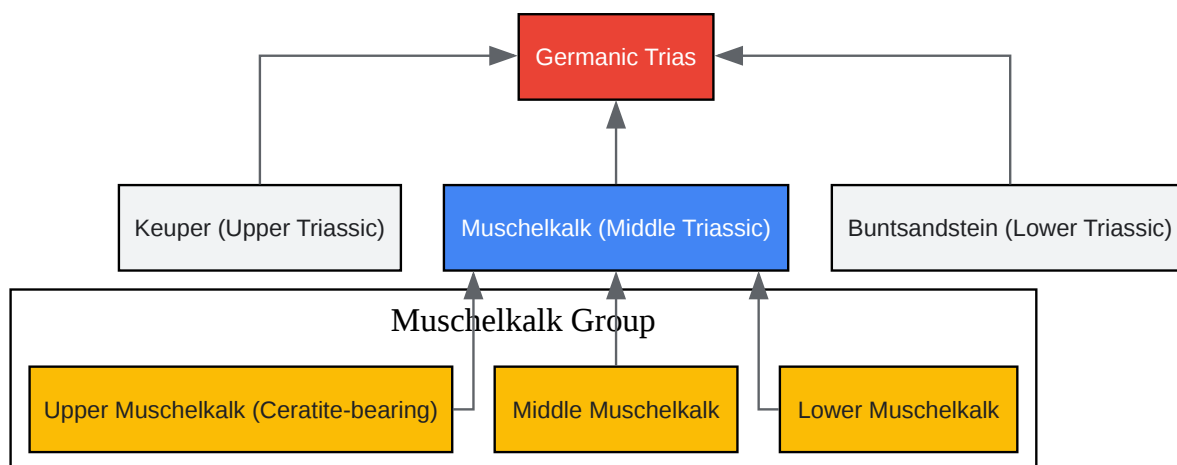 Germanic Trias
Keuper (Upper Triassic)
Muschelkalk (Middle Triassic)
Buntsandstein (Lower Triassic)
Muschelkalk Group
Upper Muschelkalk (Ceratite-bearing)
Middle Muschelkalk
Lower Muschelkalk